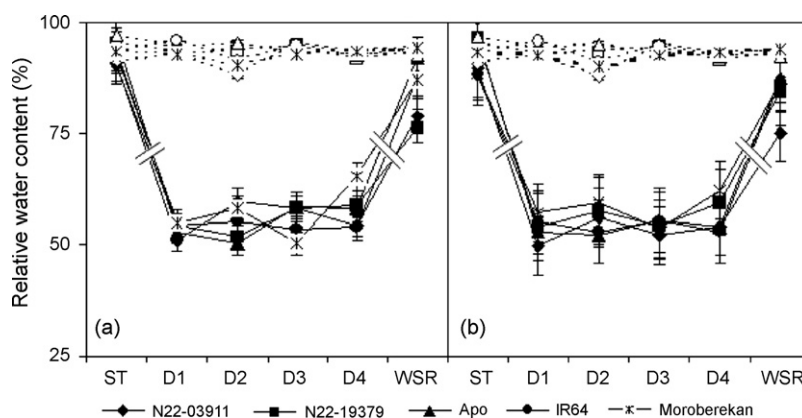 Relative water content (%)
100
75
50
25
(a)
(b)
ST D1 D2 D3 D4 WSR ST D1 D2 D3 D4 WSR
N22-03911 N22-19379 Apo IR64 Moroberekan